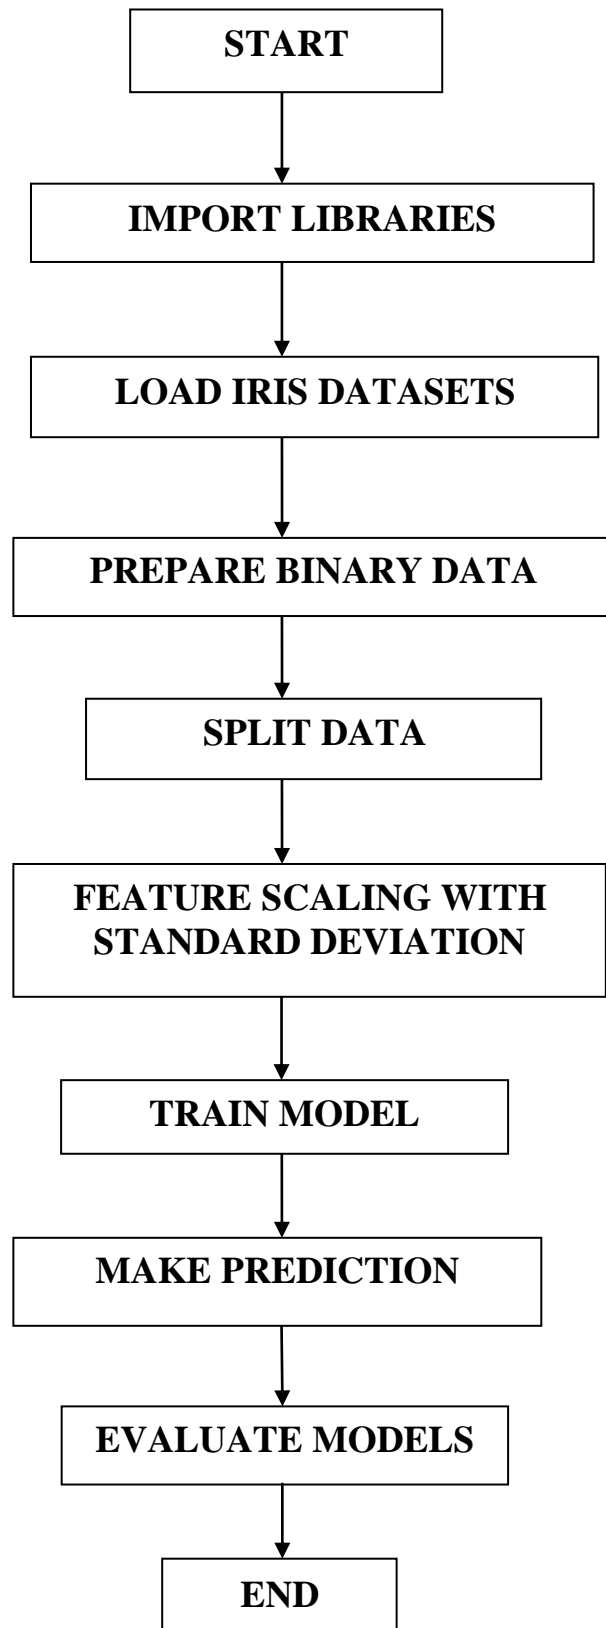 START
IMPORT LIBRARIES
LOAD IRIS DATASETS
PREPARE BINARY DATA
SPLIT DATA
FEATURE SCALING WITH
STANDARD DEVIATION
TRAIN MODEL
MAKE PREDICTION
EVALUATE MODELS
END